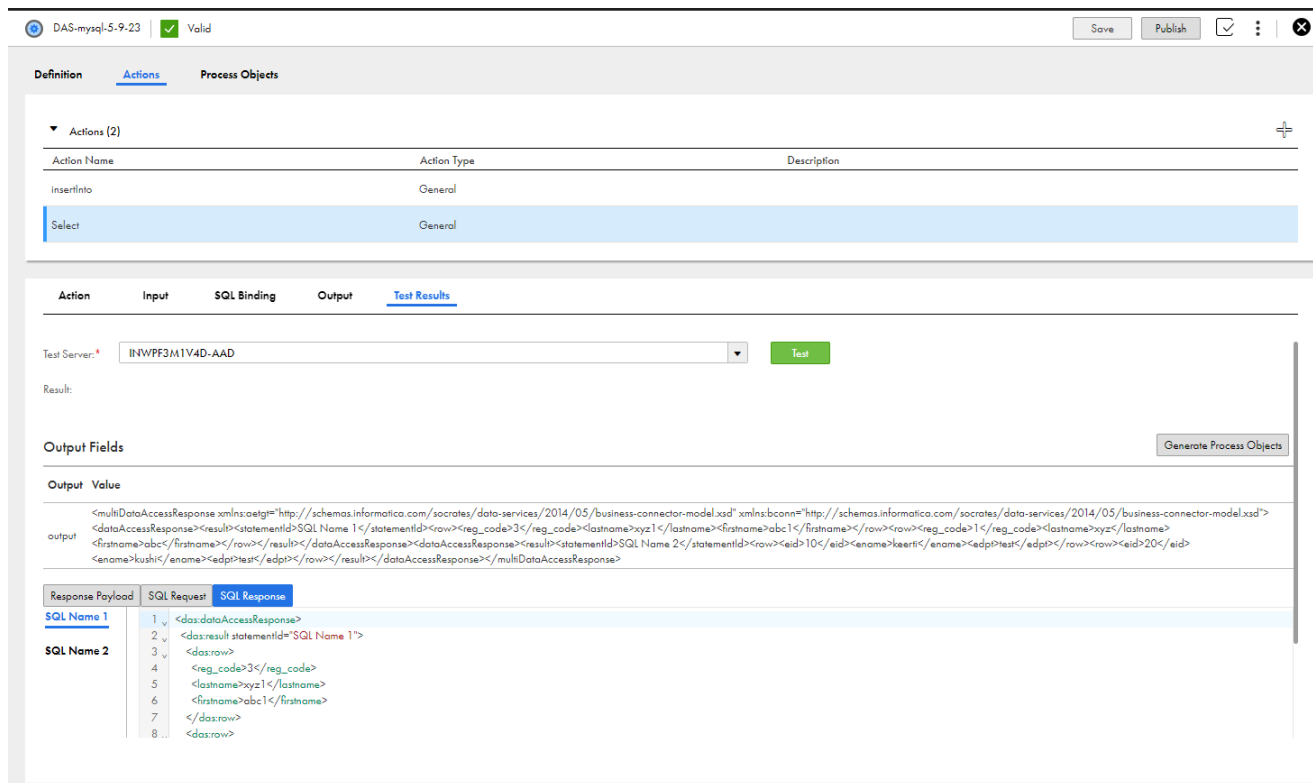 DAS-mysql-5-9-23 Valid Save Publish
Definition Actions Process Objects
Actions (2)
Action Name Action Type Description
insertInto General
Select General
Action Input SQL Binding Output Test Results
Test Server:* INWPF3M1V4D-AAD Test
Result:
Output Fields Generate Process Objects
Output Value
<multiDataAccessResponse xmlns:aetgt="http://schemas.informatica.com/socrates/data-services/2014/05/business-connector-model.xsd" xmlns:bconn="http://schemas.informatica.com/socrates/data-services/2014/05/business-connector-model.xsd">
<dataAccessResponse><result><statementId>SQL Name 1</statementId><row><reg_code>3</reg_code><lastname>xyz1</lastname><firstname>abc1</firstname></row><row><reg_code>1</reg_code><lastname>xyz</lastname>
output <firstname>abc</firstname></row></result></dataAccessResponse><dataAccessResponse><result><statementId>SQL Name 2</statementId><row><eid>10</eid><ename>keerti</ename><edpt>test</edpt></row><row><eid>20</eid>
<ename>kushi</ename><edpt>test</edpt></row></result></dataAccessResponse></multiDataAccessResponse>
Response Payload SQL Request SQL Response
SQL Name 1 1 <das:dataAccessResponse>
2 <das:result statementId="SQL Name 1">
SQL Name 2 3 <das:row>
4 <reg_code>3</reg_code>
5 <lastname>xyz1</lastname>
6 <firstname>abc1</firstname>
7 </das:row>
8 <das:row>